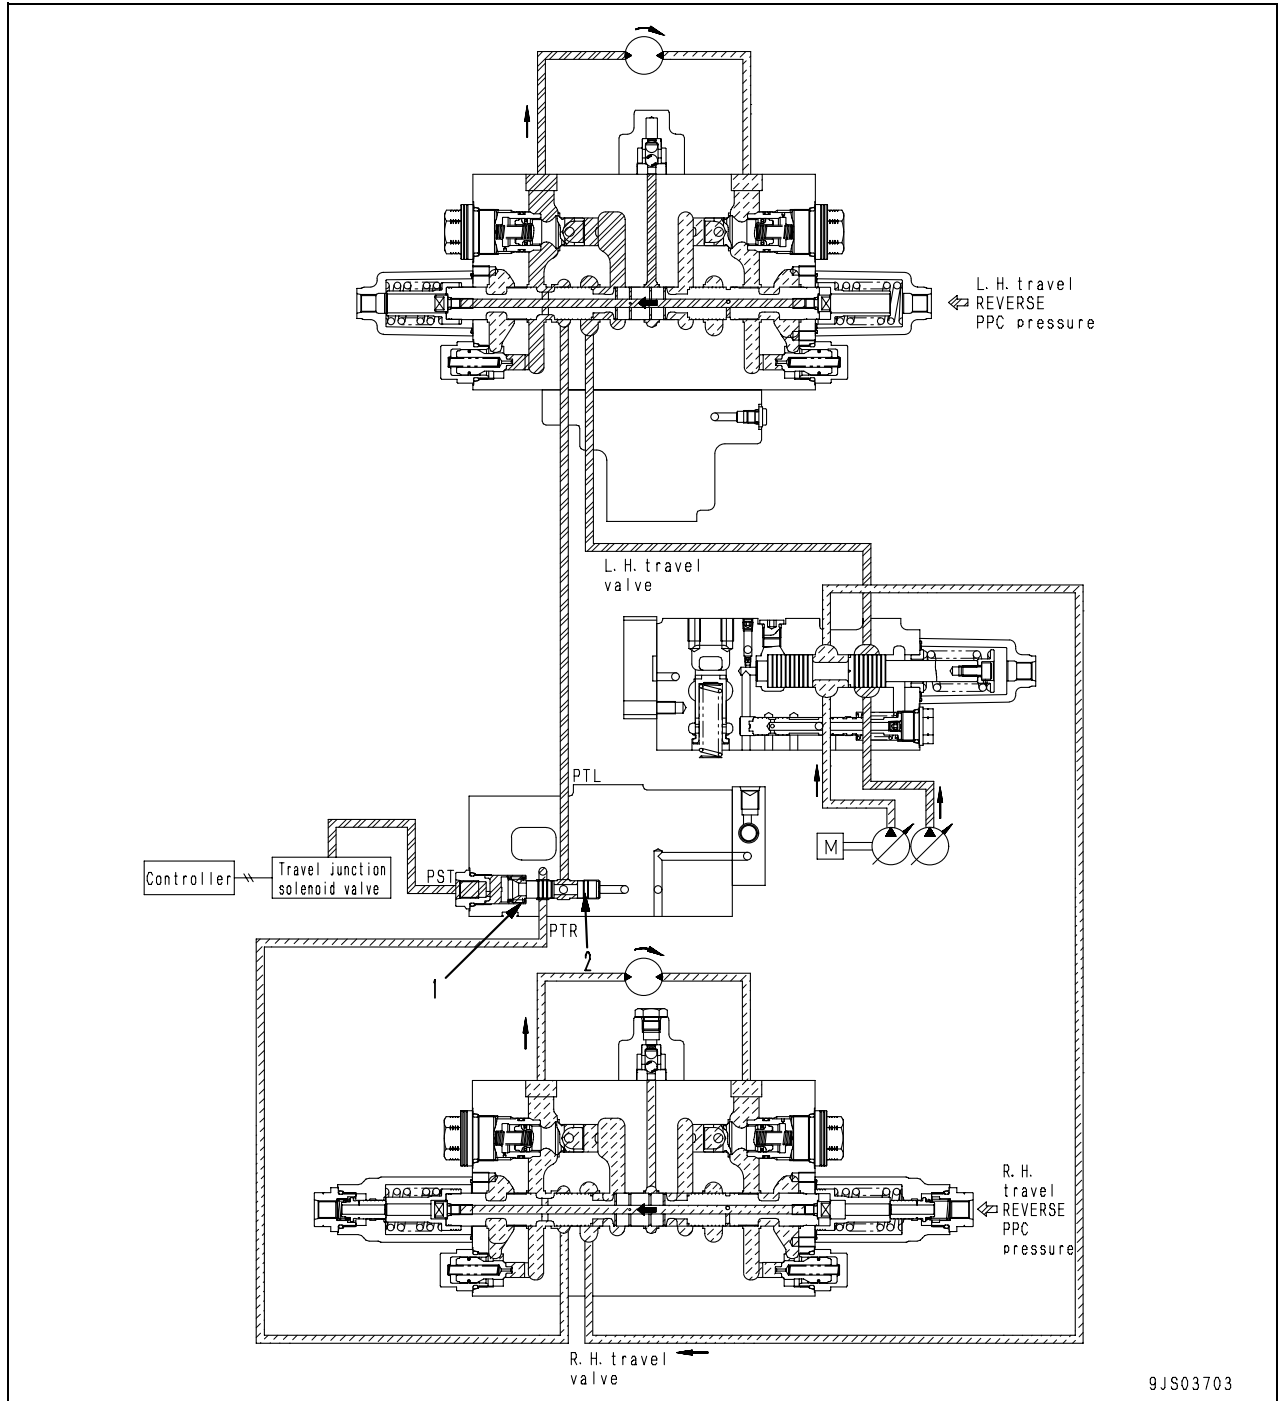 L. H. travel
REVERSE
PPC pressure
L. H. travel
valve
PTL
M
Controller
Travel junction
solenoid valve
PST
PTR
1
2
R. H.
travel
REVERSE
PPC
pressure
R. H. travel
valve
9JS03703